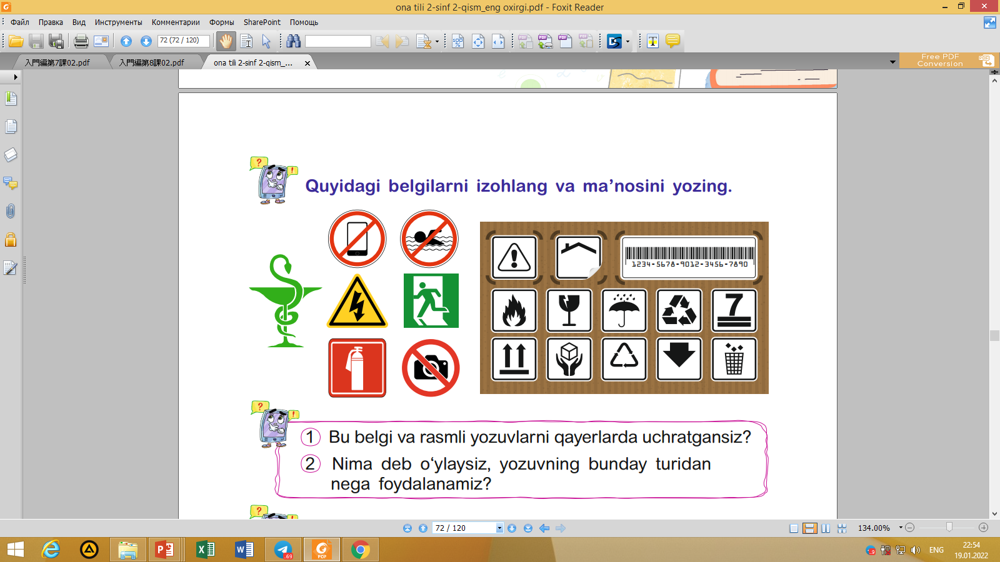 ona tili 2-sinf 2-qism_eng oxirgi.pdf - Foxit Reader
Файл Правка Вид Инструменты Комментарии Формы SharePoint Помощь
72 (72 / 120)
入門編第7課02.pdf 入門編第8課02.pdf ona tili 2-sinf 2-qism_...
Free PDF
Conversion
Quyidagi belgilarni izohlang va ma’nosini yozing.
1234-5678-9012-3456-7890
7
1 Bu belgi va rasmli yozuvlarni qayerlarda uchratgansiz?
2 Nima deb o‘ylaysiz, yozuvning bunday turidan
nega foydalanamiz?
72 / 120
134.00%
ENG
22:54
19.01.2022